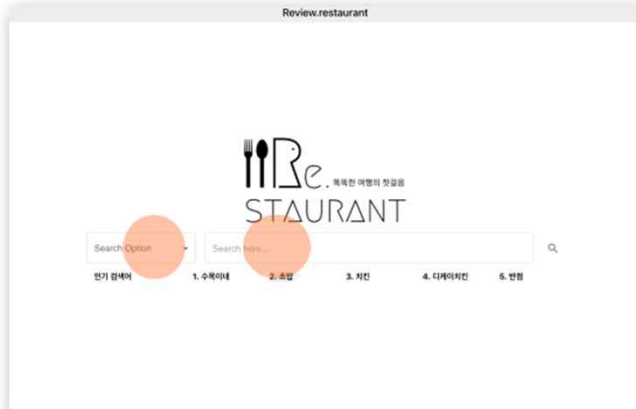 Review.restaurant
Re. 똑똑한 여행의 첫걸음
STAURANT
Search Option
Search here...
인기 검색어 1. 수목이네 2. 초밥 3. 치킨 4. 디케이치킨 5. 반점